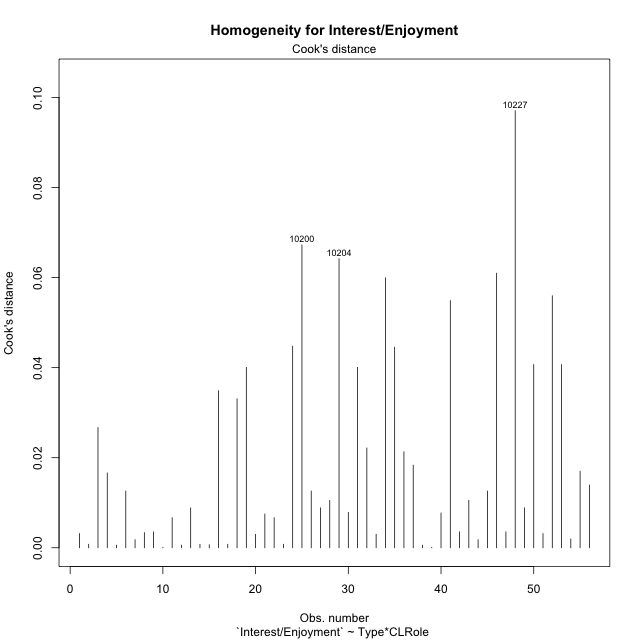 Homogeneity for Interest/Enjoyment
Cook's distance
Cook's distance
0.10
0.08
0.06
0.04
0.02
0.00
10227
10200
10204
0 10 20 30 40 50
Obs. number
`Interest/Enjoyment` ~ Type*CLRole